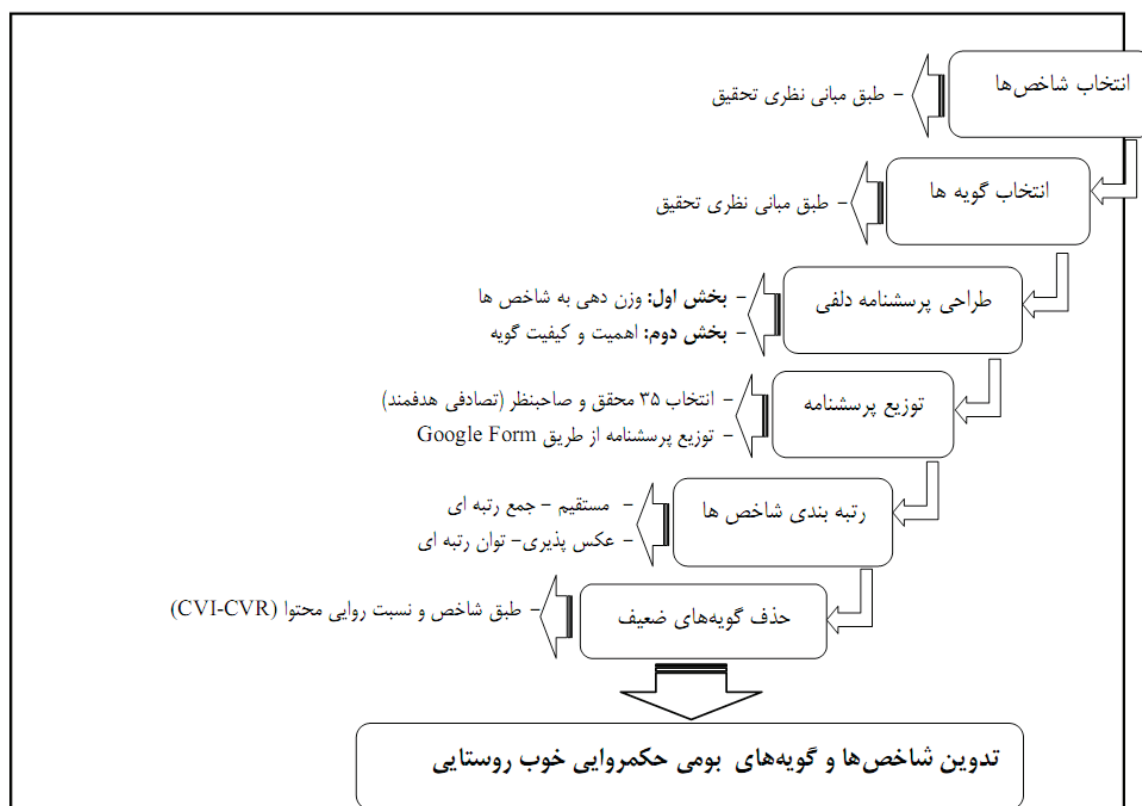 انتخاب شاخص‌ها
- طبق مبانی نظری تحقیق
انتخاب گویه ها
- طبق مبانی نظری تحقیق
طراحی پرسشنامه دلفی
- بخش اول: وزن دهی به شاخص ها
- بخش دوم: اهمیت و کیفیت گویه
توزیع پرسشنامه
- انتخاب ۳۵ محقق و صاحبنظر (تصادفی هدفمند)
- توزیع پرسشنامه از طریق Google Form
رتبه بندی شاخص ها
- مستقیم - جمع رتبه ای
- عکس پذیری- توان رتبه ای
حذف گویه‌های ضعیف
- طبق شاخص و نسبت روایی محتوا (CVI-CVR)
تدوین شاخص‌ها و گویه‌های بومی حکمروایی خوب روستایی